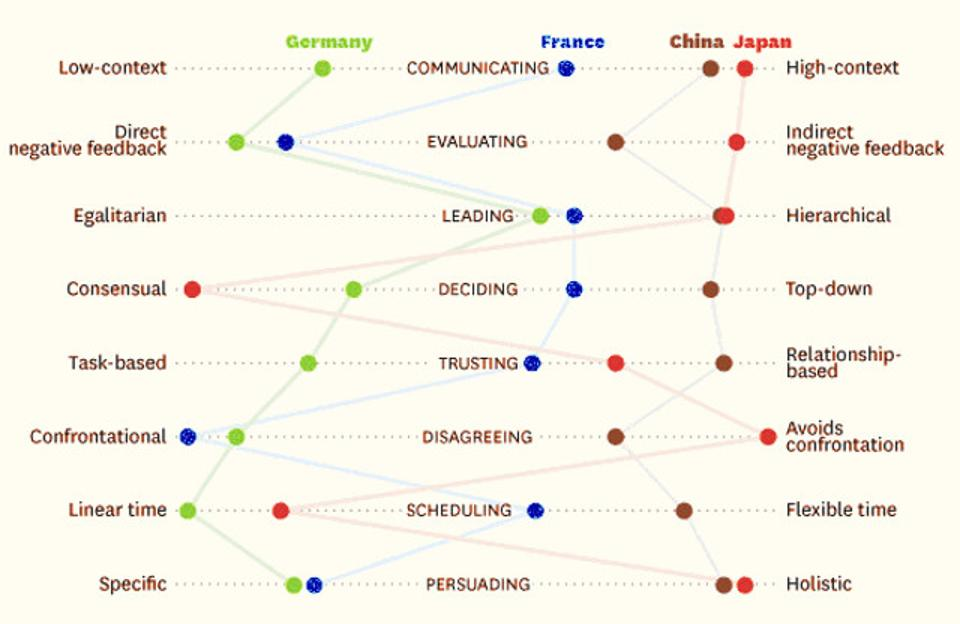 Germany France China Japan
Low-context COMMUNICATING High-context
Direct
negative feedback EVALUATING Indirect
negative feedback
Egalitarian LEADING Hierarchical
Consensual DECIDING Top-down
Task-based TRUSTING Relationship-
based
Confrontational DISAGREEING Avoids
confrontation
Linear time SCHEDULING Flexible time
Specific PERSUADING Holistic